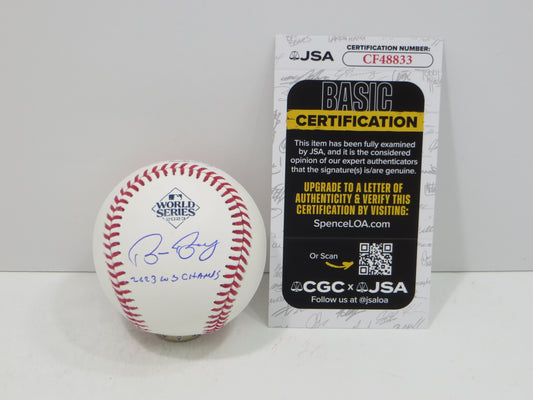 WORLD
SERIES
2023
2023 WS CHAMPS
JSA
CERTIFICATION NUMBER:
CF48833
BASIC
CERTIFICATION
This item has been fully examined
by JSA, and it is the considered
opinion of our expert authenticators
that the signature(s) is/are genuine.
UPGRADE TO A LETTER OF
AUTHENTICITY & VERIFY THIS
CERTIFICATION BY VISITING:
SpenceLOA.com
Or Scan
CGC x JSA
Follow us at @jsaloa